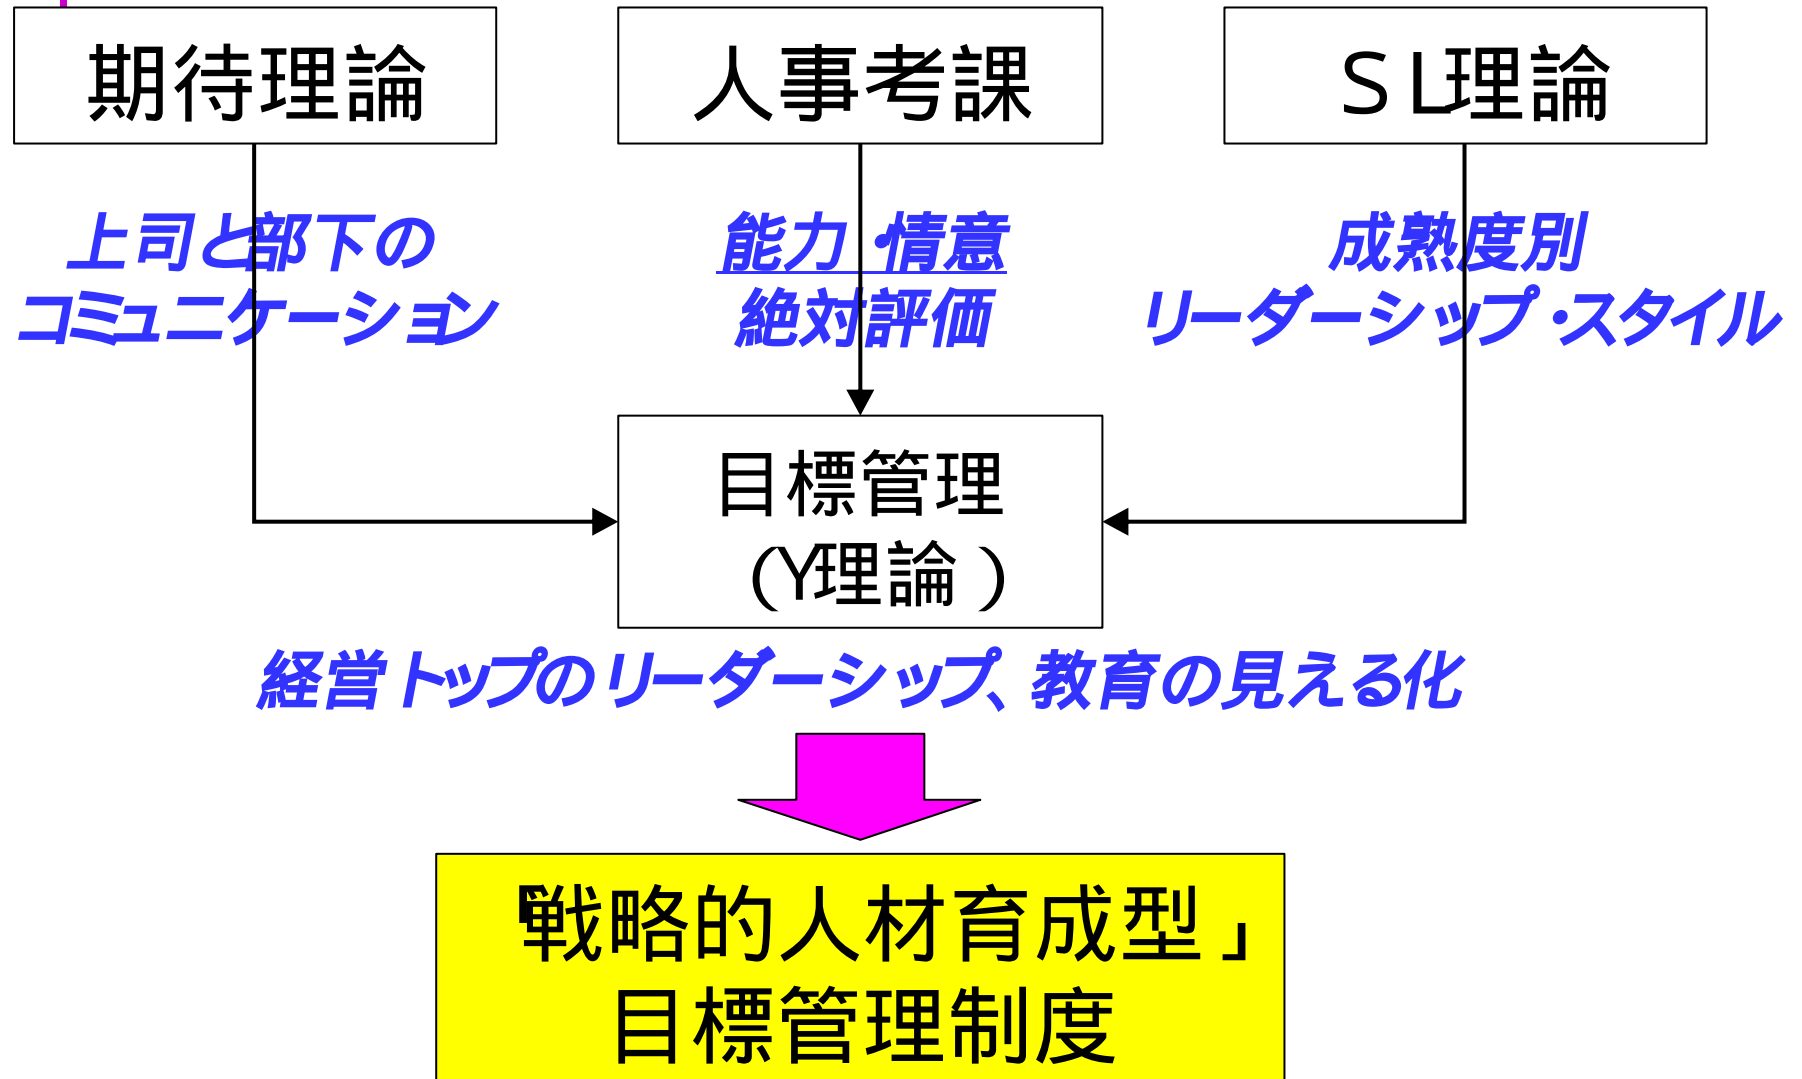 期待理論
人事考課
ＳＬ理論
上司と部下の
コミュニケーション
能力・情意
絶対評価
成熟度別
リーダーシップ・スタイル
目標管理
（Y理論）
経営トップのリーダーシップ、教育の見える化
「戦略的人材育成型」
目標管理制度